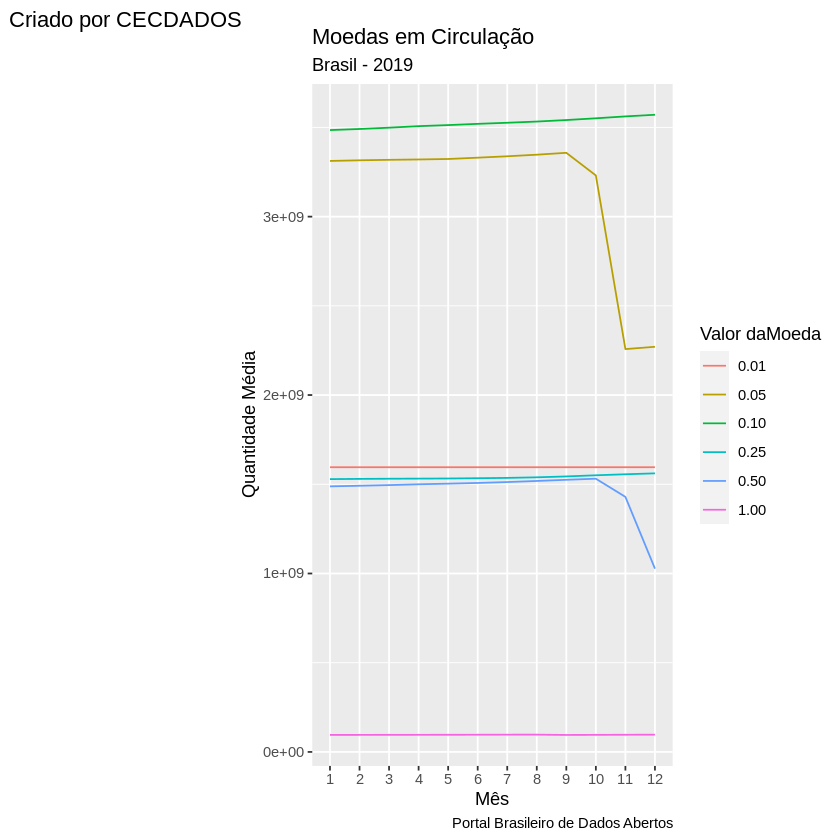 Criado por CECDADOS
Moedas em Circulação
Brasil - 2019
Quantidade Média
3e+09
2e+09
1e+09
0e+00
1 2 3 4 5 6 7 8 9 10 11 12
Mês
Portal Brasileiro de Dados Abertos
Valor daMoeda
0.01
0.05
0.10
0.25
0.50
1.00